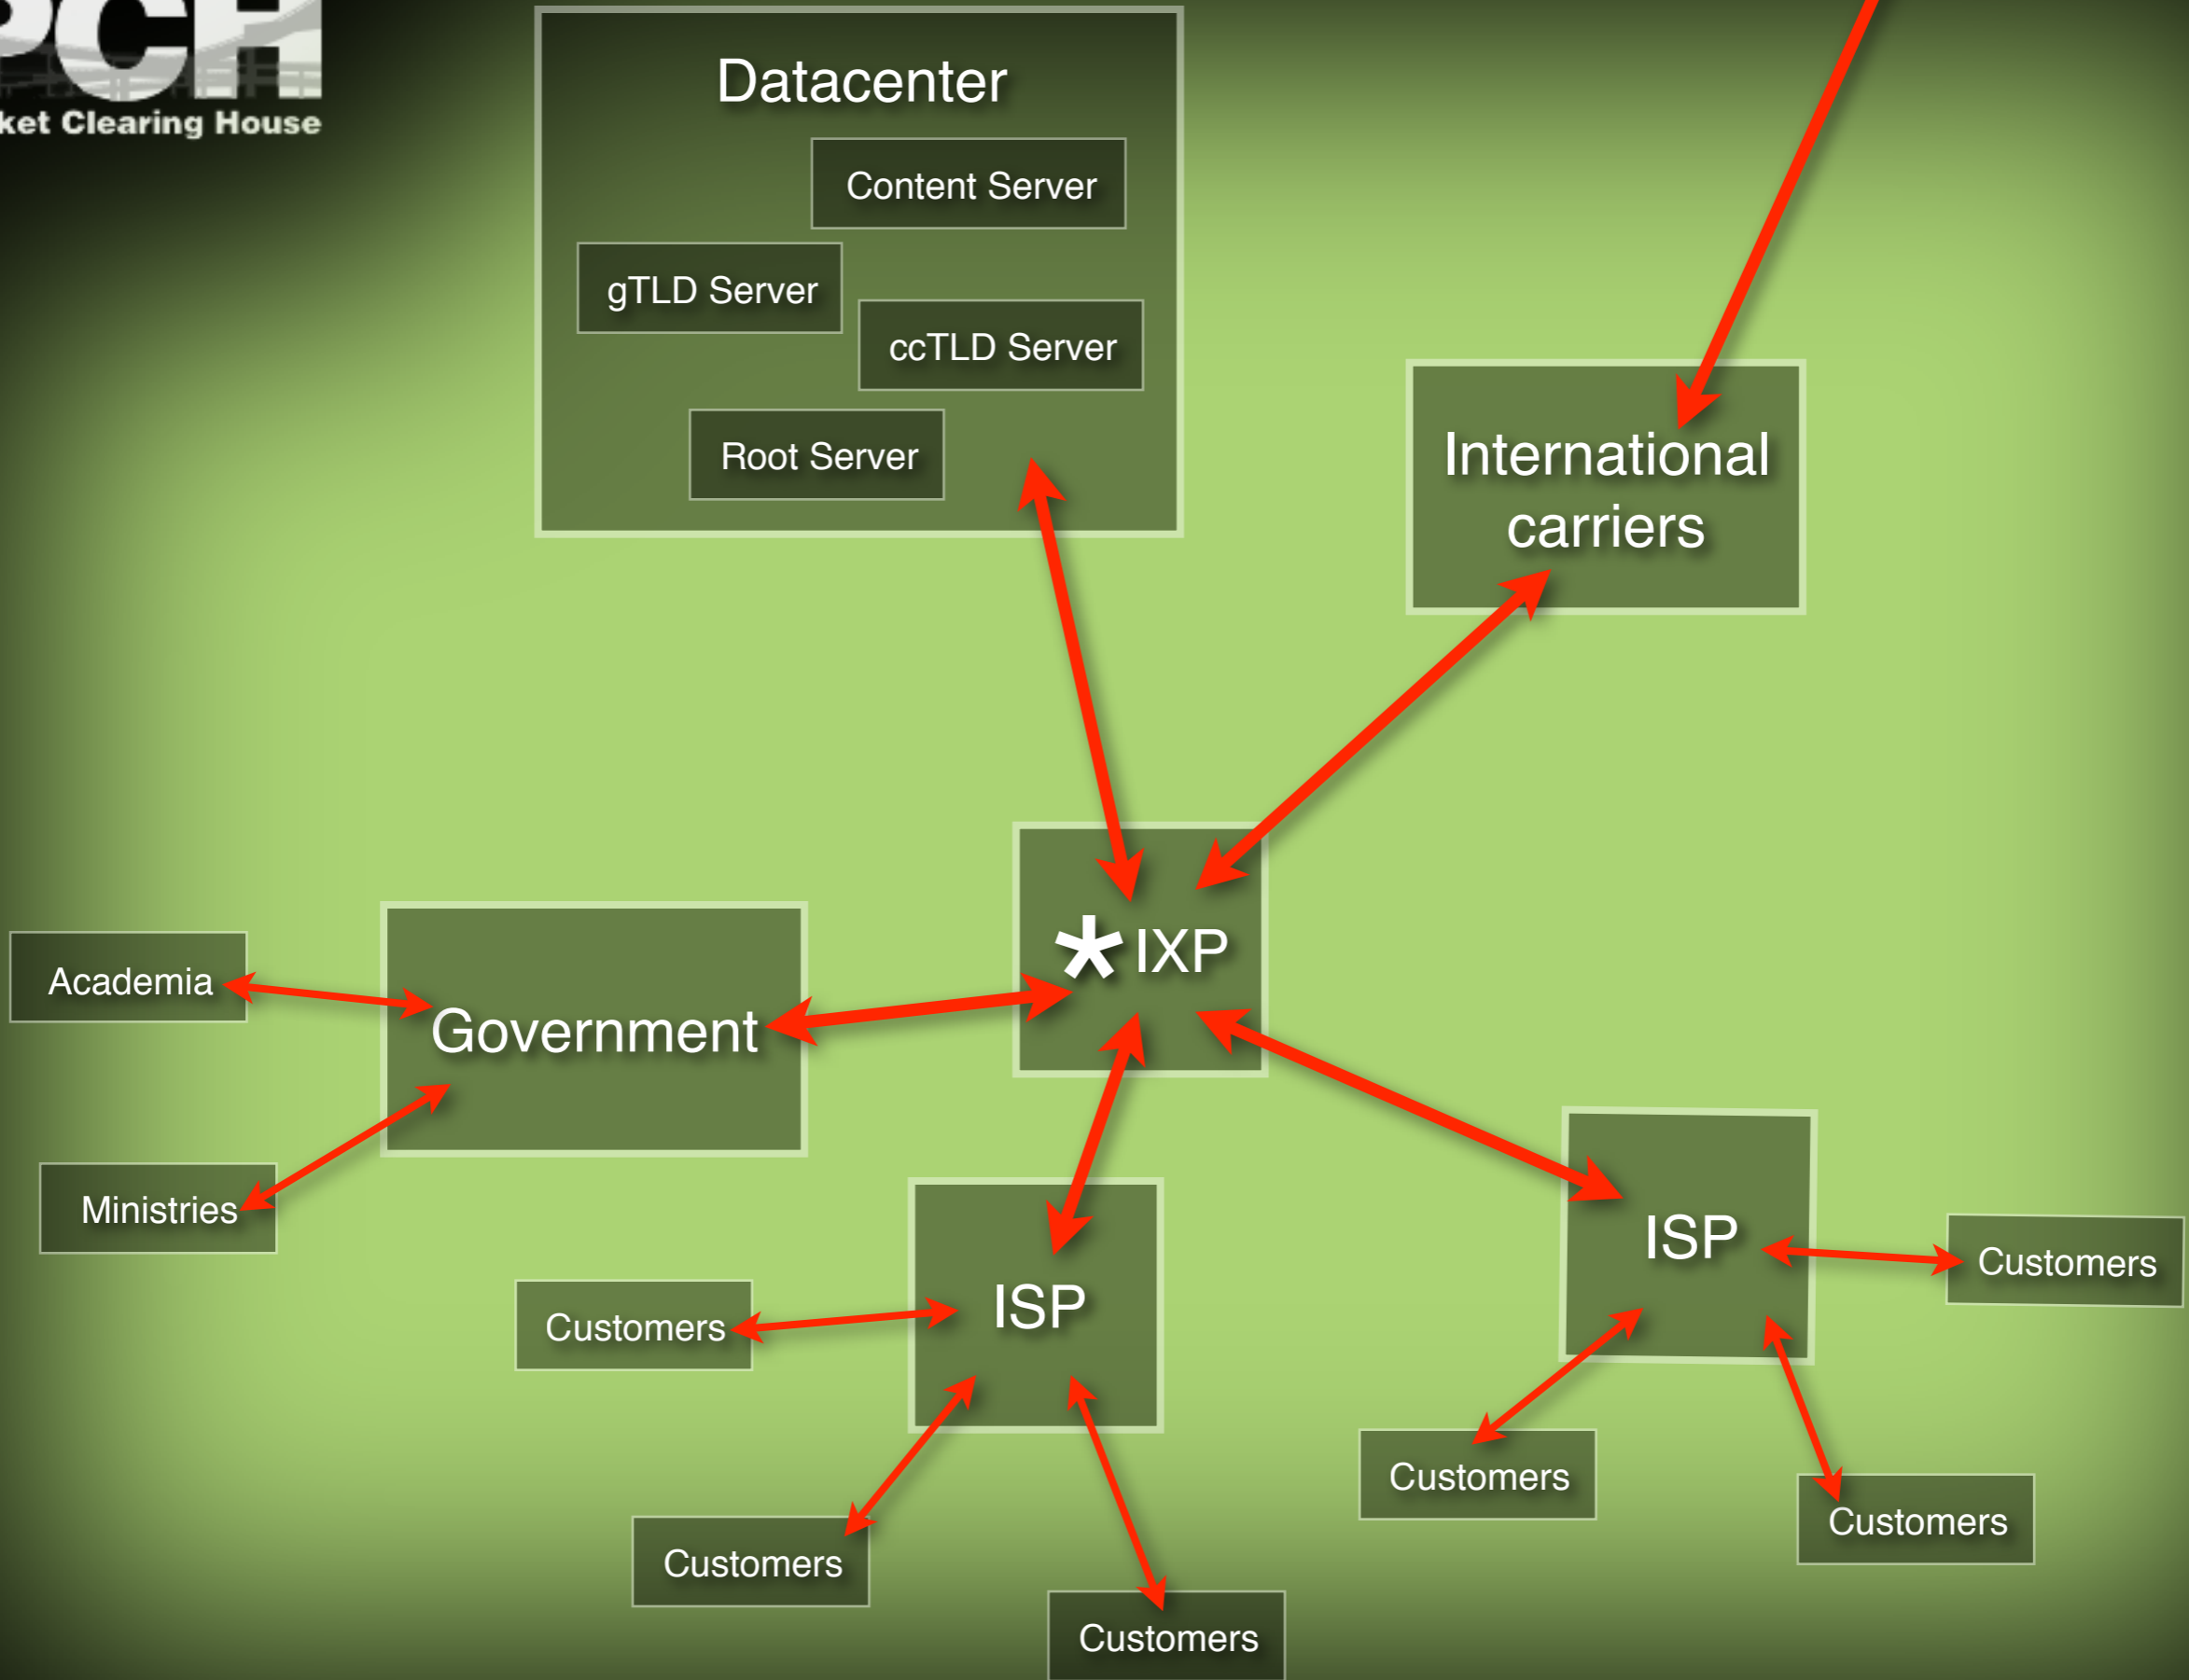 PCH
ket Clearing House
Datacenter
Content Server
gTLD Server
ccTLD Server
Root Server
International
carriers
* IXP
Academia
Government
Ministries
ISP
ISP
Customers
Customers
Customers
Customers
Customers
Customers